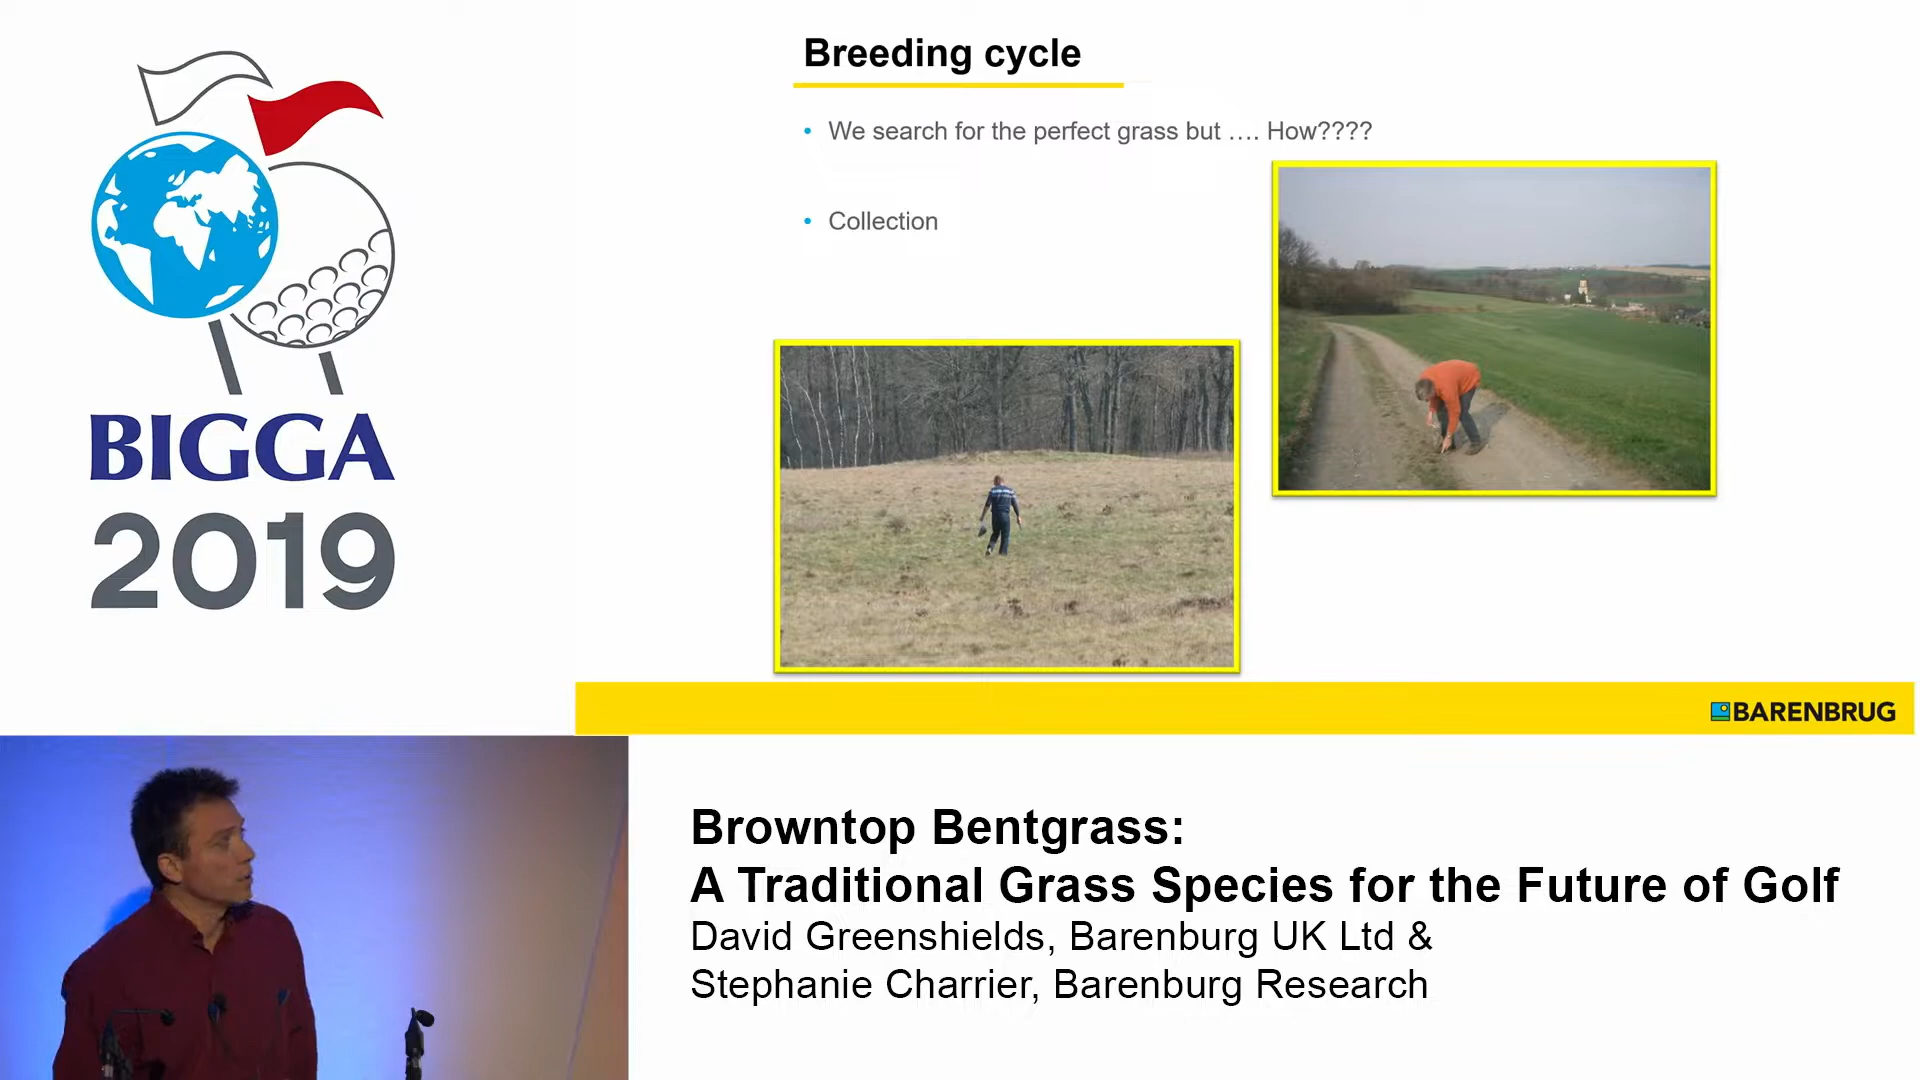 BIGGA
2019
Breeding cycle
• We search for the perfect grass but …. How????
• Collection
BARENBRUG
Browntop Bentgrass:
A Traditional Grass Species for the Future of Golf
David Greenshields, Barenburg UK Ltd &
Stephanie Charrier, Barenburg Research